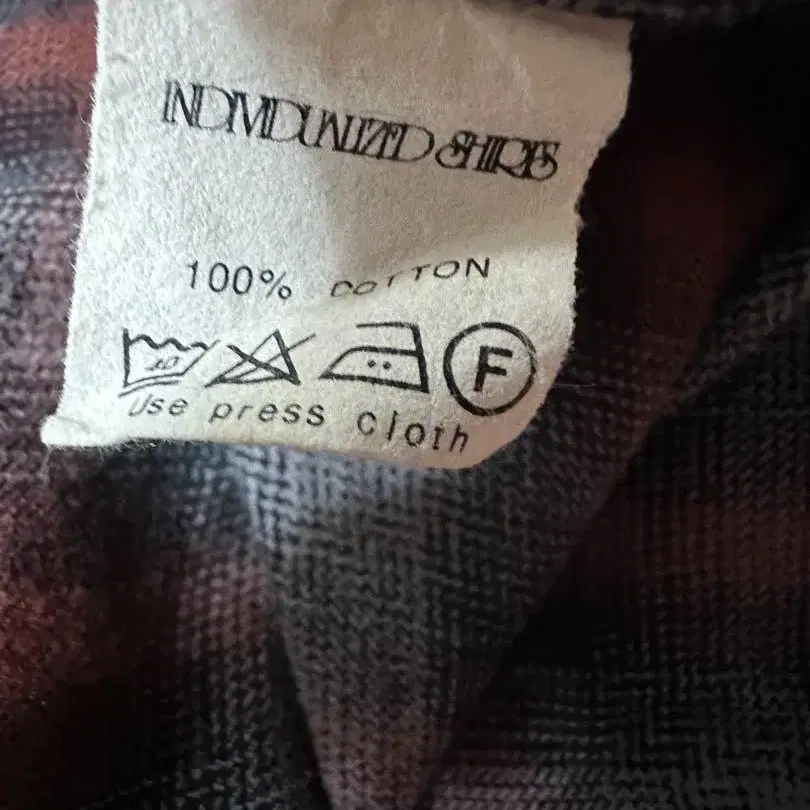 INDIVIDUALIZED SHIRTS
100% COTTON
F
Use press cloth